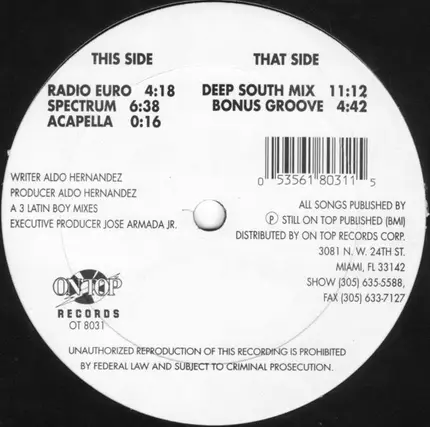 THIS SIDE
RADIO EURO 4:18
SPECTRUM 6:38
ACAPELLA 0:16
THAT SIDE
DEEP SOUTH MIX 11:12
BONUS GROOVE 4:42
0 53561 80311 5
WRITER ALDO HERNANDEZ
PRODUCER ALDO HERNANDEZ
A 3 LATIN BOY MIXES
EXECUTIVE PRODUCER JOSE ARMADA JR.
ALL SONGS PUBLISHED BY
Ⓟ STILL ON TOP PUBLISHED (BMI)
DISTRIBUTED BY ON TOP RECORDS CORP.
3081 N. W. 24TH ST.
MIAMI, FL 33142
SHOW (305) 635-5588,
FAX (305) 633-7127
ON TOP
RECORDS
OT 8031
UNAUTHORIZED REPRODUCTION OF THIS RECORDING IS PROHIBITED
BY FEDERAL LAW AND SUBJECT TO CRIMINAL PROSECUTION.